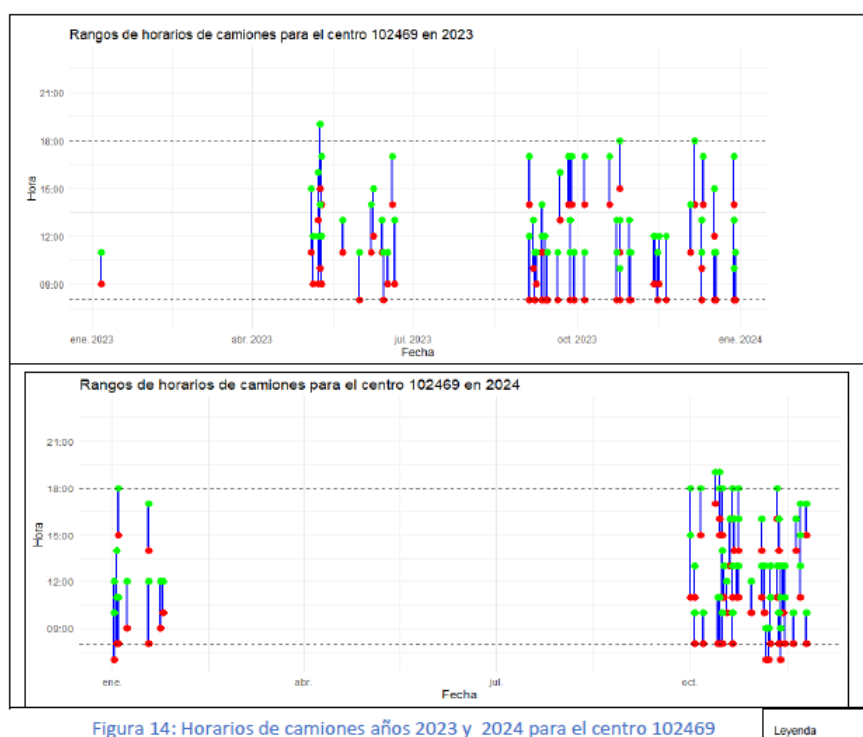 Rangos de horarios de camiones para el centro 102469 en 2023
21:00
18:00
15:00
12:00
09:00
Hora
ene. 2023
abr. 2023
jul. 2023
oct. 2023
ene. 2024
Fecha
Rangos de horarios de camiones para el centro 102469 en 2024
21:00
18:00
15:00
12:00
09:00
Hora
ene.
abr.
jul.
oct.
Fecha
Figura 14: Horarios de camiones años 2023 y 2024 para el centro 102469
Leyenda